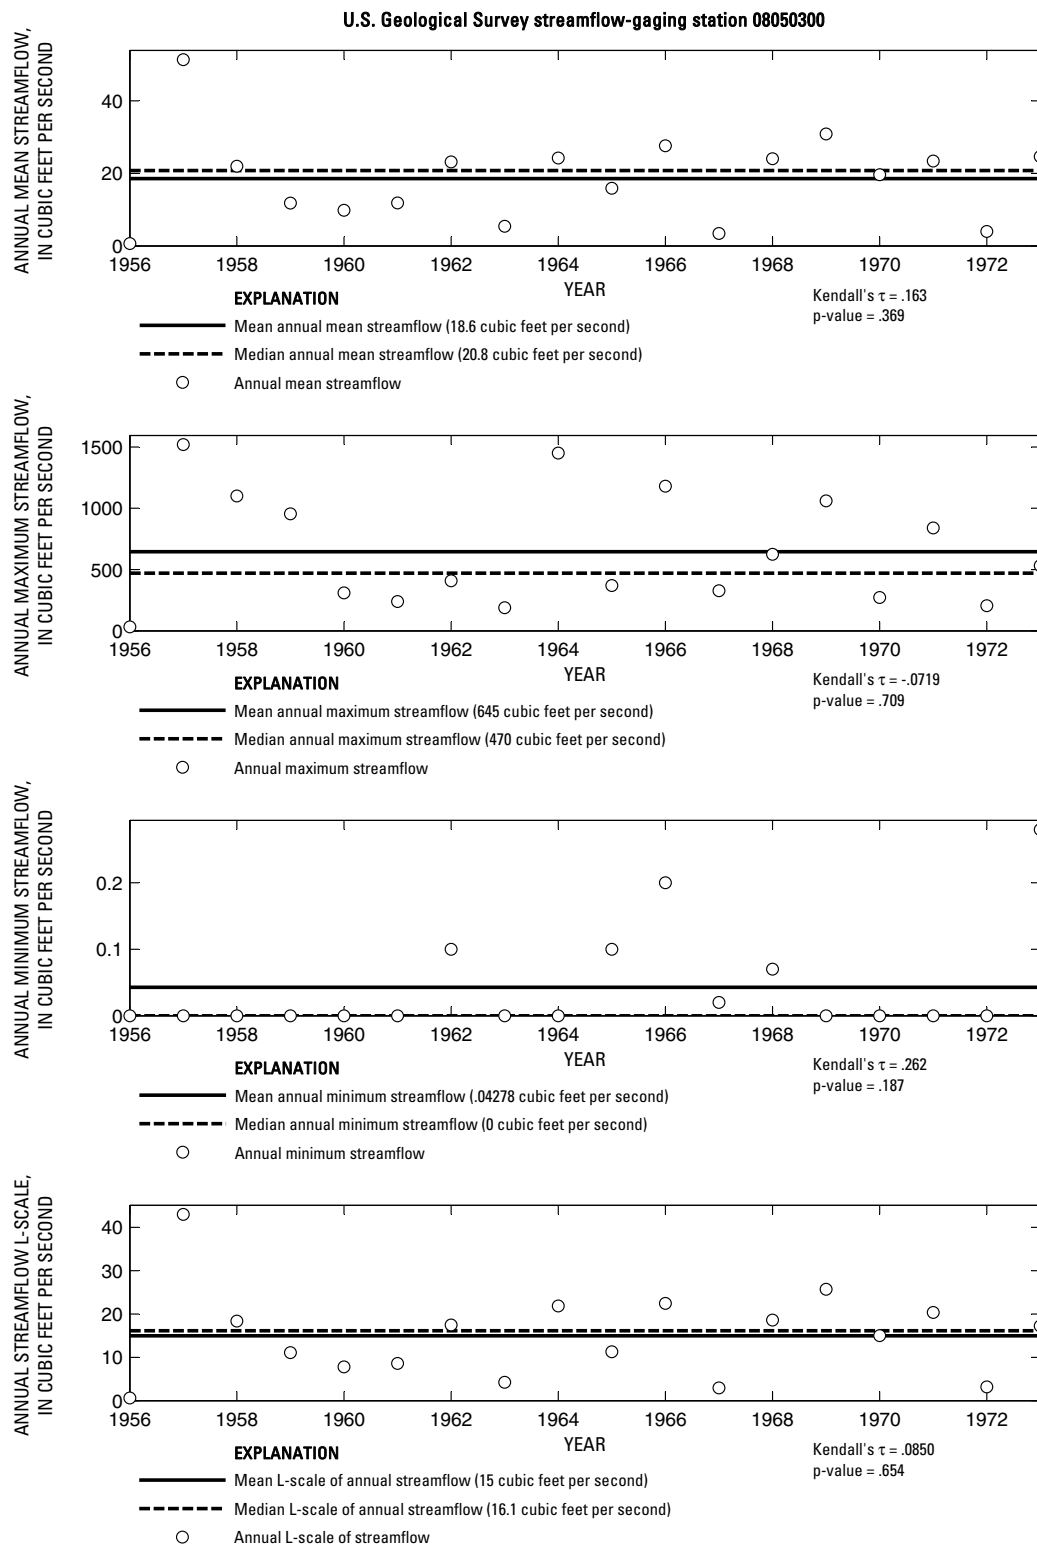 U.S. Geological Survey streamflow-gaging station 08050300
ANNUAL MEAN STREAMFLOW,
IN CUBIC FEET PER SECOND
40
20
0
1956 1958 1960 1962 1964 1966 1968 1970 1972
YEAR
Kendall's τ = .163
p-value = .369
EXPLANATION
Mean annual mean streamflow (18.6 cubic feet per second)
Median annual mean streamflow (20.8 cubic feet per second)
Annual mean streamflow
ANNUAL MAXIMUM STREAMFLOW,
IN CUBIC FEET PER SECOND
1500
1000
500
0
1956 1958 1960 1962 1964 1966 1968 1970 1972
YEAR
Kendall's τ = -.0719
p-value = .709
EXPLANATION
Mean annual maximum streamflow (645 cubic feet per second)
Median annual maximum streamflow (470 cubic feet per second)
Annual maximum streamflow
ANNUAL MINIMUM STREAMFLOW,
IN CUBIC FEET PER SECOND
0.2
0.1
0
1956 1958 1960 1962 1964 1966 1968 1970 1972
YEAR
Kendall's τ = .262
p-value = .187
EXPLANATION
Mean annual minimum streamflow (.04278 cubic feet per second)
Median annual minimum streamflow (0 cubic feet per second)
Annual minimum streamflow
ANNUAL STREAMFLOW L-SCALE,
IN CUBIC FEET PER SECOND
40
30
20
10
0
1956 1958 1960 1962 1964 1966 1968 1970 1972
YEAR
Kendall's τ = .0850
p-value = .654
EXPLANATION
Mean L-scale of annual streamflow (15 cubic feet per second)
Median L-scale of annual streamflow (16.1 cubic feet per second)
Annual L-scale of streamflow